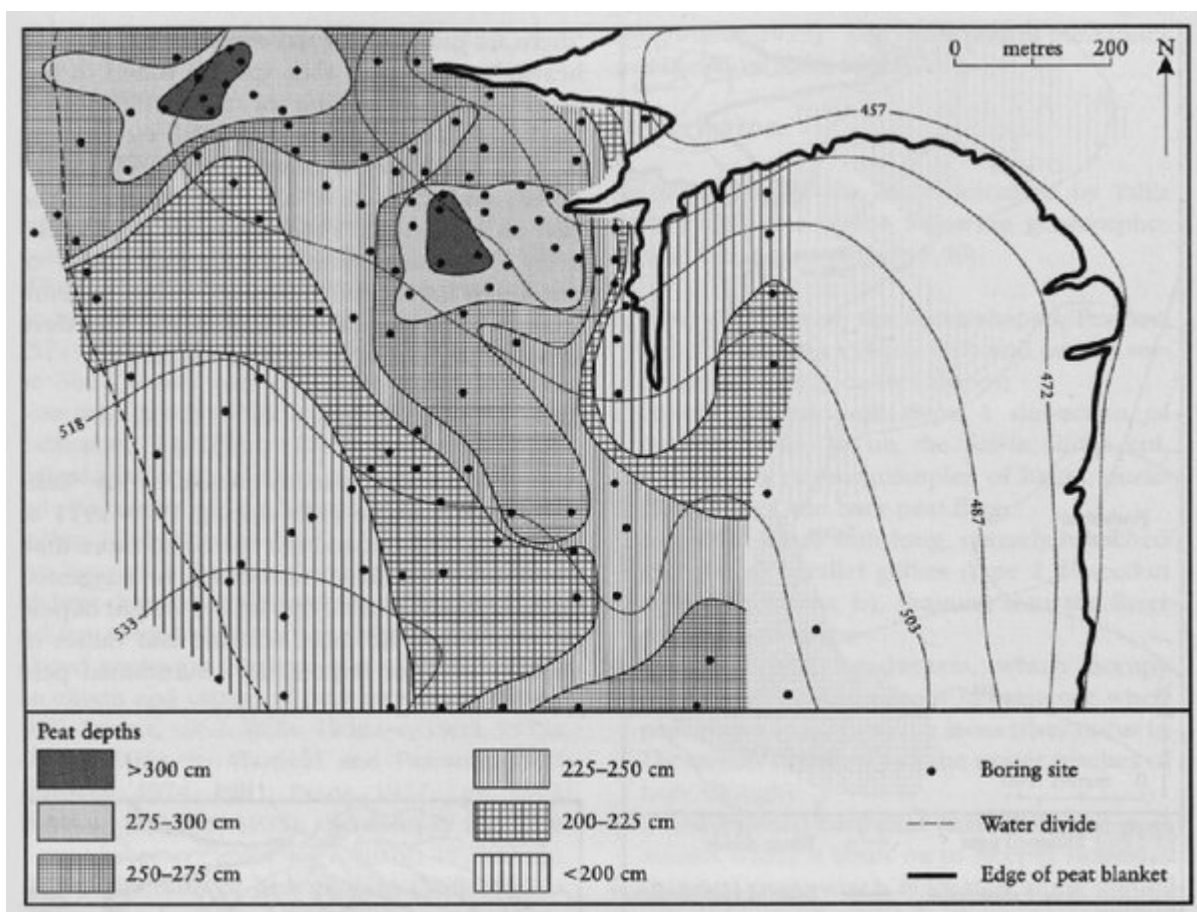 0 metres 200
N
457
472
487
503
518
533
Peat depths
>300 cm
275–300 cm
250–275 cm
225–250 cm
200–225 cm
<200 cm
Boring site
Water divide
Edge of peat blanket